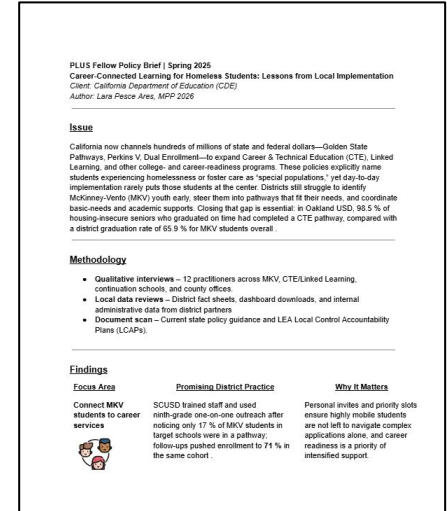 PLUS Fellow Policy Brief | Spring 2025
Career-Connected Learning for Homeless Students: Lessons from Local Implementation
Client: California Department of Education (CDE)
Author: Lara Pesce Ares, MPP 2026
Issue
California now channels hundreds of millions of state and federal dollars—Golden State
Pathways, Perkins V, Dual Enrollment—to expand Career & Technical Education (CTE), Linked
Learning, and other college- and career-readiness programs. These policies explicitly name
students experiencing homelessness or foster care as "special populations," yet day-to-day
implementation rarely puts those students at the center. Districts still struggle to identify
McKinney-Vento (MKV) youth early, steer them into pathways that fit their needs, and coordinate
basic-needs and academic supports. Closing that gap is essential: in Oakland USD, 98.5 % of
housing-insecure seniors who graduated on time had completed a CTE pathway, compared with
a district graduation rate of 65.9 % for MKV students overall .
Methodology
● Qualitative interviews – 12 practitioners across MKV, CTE/Linked Learning,
continuation schools, and county offices.
● Local data reviews – District fact sheets, dashboard downloads, and internal
administrative data from district partners
● Document scan – Current state policy guidance and LEA Local Control Accountability
Plans (LCAPs).
Findings
Focus Area Promising District Practice Why It Matters
Connect MKV
students to career
services
SCUSD trained staff and used
ninth-grade one-on-one outreach after
noticing only 17 % of MKV students in
target schools were in a pathway;
follow-ups pushed enrollment to 71 % in
the same cohort .
Personal invites and priority slots
ensure highly mobile students
are not left to navigate complex
applications alone, and career
readiness is a priority of
intensified support.